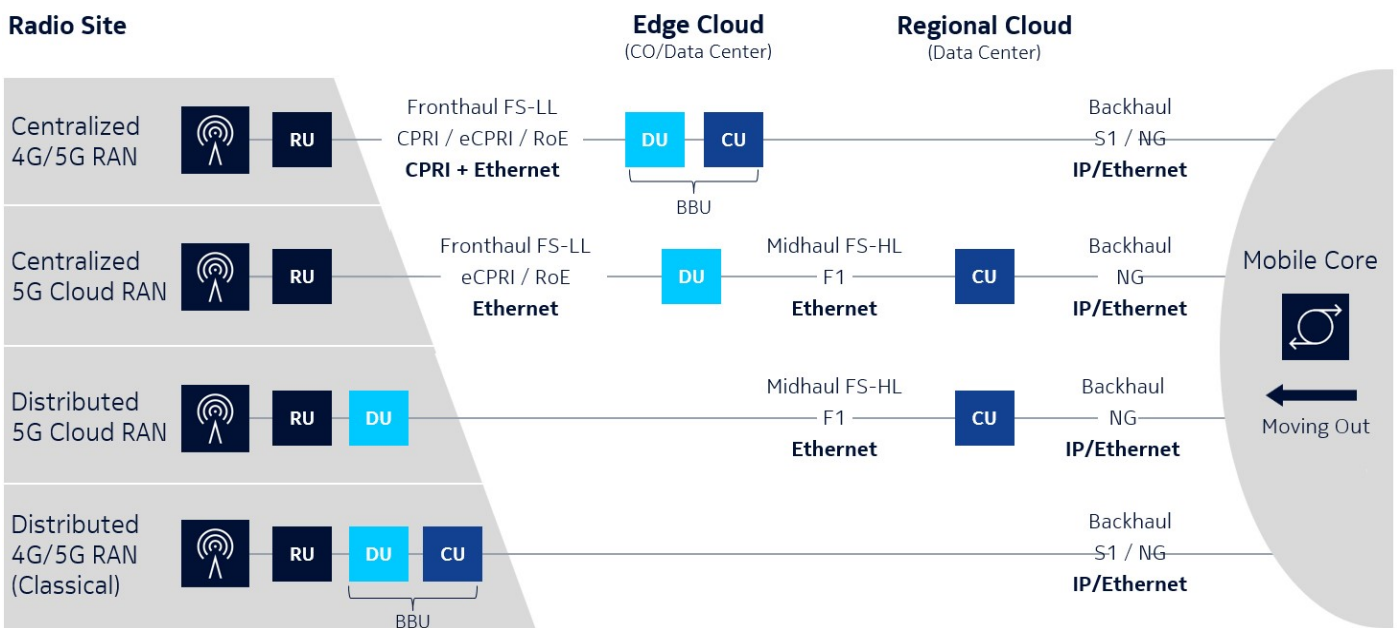 Radio Site
Edge Cloud
(CO/Data Center)
Regional Cloud
(Data Center)
Centralized
4G/5G RAN
RU
Fronthaul FS-LL
CPRI / eCPRI / RoE
CPRI + Ethernet
DU
CU
BBU
Backhaul
S1 / NG
IP/Ethernet
Centralized
5G Cloud RAN
RU
Fronthaul FS-LL
eCPRI / RoE
Ethernet
DU
Midhaul FS-HL
F1
Ethernet
CU
Backhaul
NG
IP/Ethernet
Distributed
5G Cloud RAN
RU
DU
Midhaul FS-HL
F1
Ethernet
CU
Backhaul
NG
IP/Ethernet
Distributed
4G/5G RAN
(Classical)
RU
DU
CU
BBU
Backhaul
S1 / NG
IP/Ethernet
Mobile Core
Moving Out